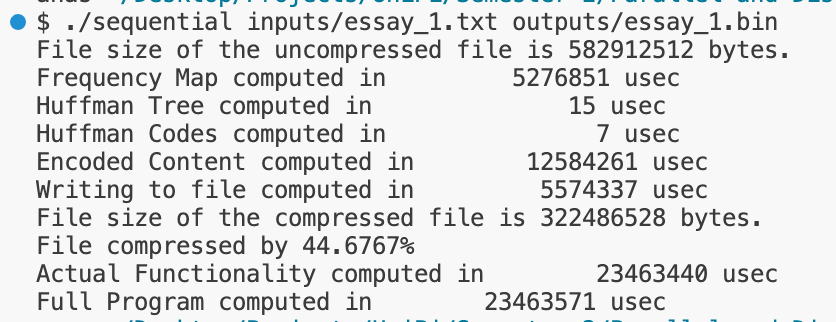 $ ./sequential inputs/essay_1.txt outputs/essay_1.bin
File size of the uncompressed file is 582912512 bytes.
Frequency Map computed in 5276851 usec
Huffman Tree computed in 15 usec
Huffman Codes computed in 7 usec
Encoded Content computed in 12584261 usec
Writing to file computed in 5574337 usec
File size of the compressed file is 322486528 bytes.
File compressed by 44.6767%
Actual Functionality computed in 23463440 usec
Full Program computed in 23463571 usec